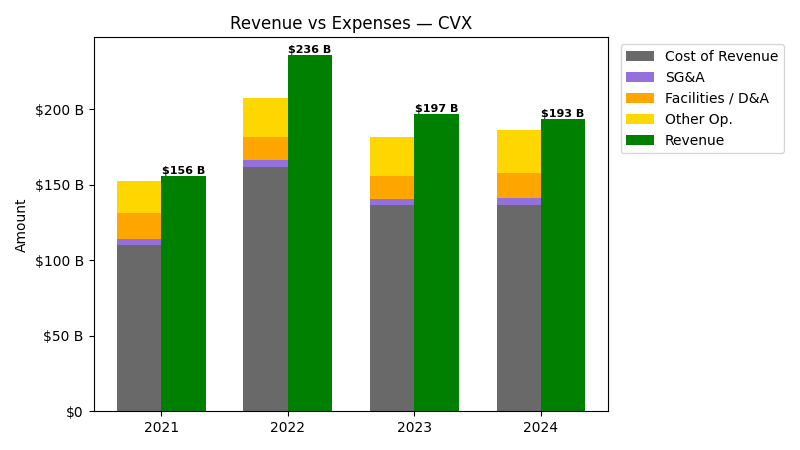 Revenue vs Expenses — CVX
Cost of Revenue
SG&A
Facilities / D&A
Other Op.
Revenue
$236 B
$197 B
$193 B
$156 B
Amount
$200 B
$150 B
$100 B
$50 B
$0
2021
2022
2023
2024